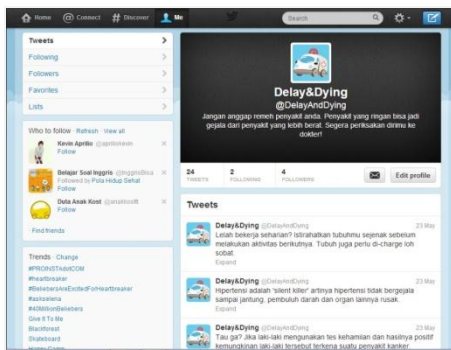 Home @ Connect # Discover Me Search
Tweets
Following
Followers
Favorites
Lists
Who to follow · Refresh · View all
Kevin Aprilio @apriliokevin
Follow
Belajar Soal Inggris @InggrisBisa
Followed by Pola Hidup Sehat
Follow
Duta Anak Kost @anakkostt
Follow
Find friends
Trends · Change
#PROfnSTAdutCOM
#heartbreaker
#BeliebersAreExcitedForHeartbreaker
#askselena
#40MillionBeliebers
Give It To Me
Blackforest
Skateboard
Delay&Dying
@DelayAndDying
Jangan anggap remeh penyakit anda. Penyakit yang ringan bisa jadi
gejala dari penyakit yang lebih berat. Segera periksakan dirimu ke
dokter!
24 TWEETS 2 FOLLOWING 4 FOLLOWERS Edit profile
Tweets
Delay&Dying @DelayAndDying 23 May
Lelah bekerja seharian? Istirahatkan tubuhmu sejenak sebelum
melakukan aktivitas berikutnya. Tubuh juga perlu di-charge loh
sobat.
Expand
Delay&Dying @DelayAndDying 23 May
Hipertensi adalah 'silent killer' artinya hipertensi tidak bergejala
sampai jantung, pembuluh darah dan organ lainnya rusak.
Expand
Delay&Dying @DelayAndDying 23 May
Tau ga? Jika laki-laki mengunakan tes kehamilan dan hasilnya positif
kemungkinan laki-laki tersebut terkena suatu penyakit kanker.